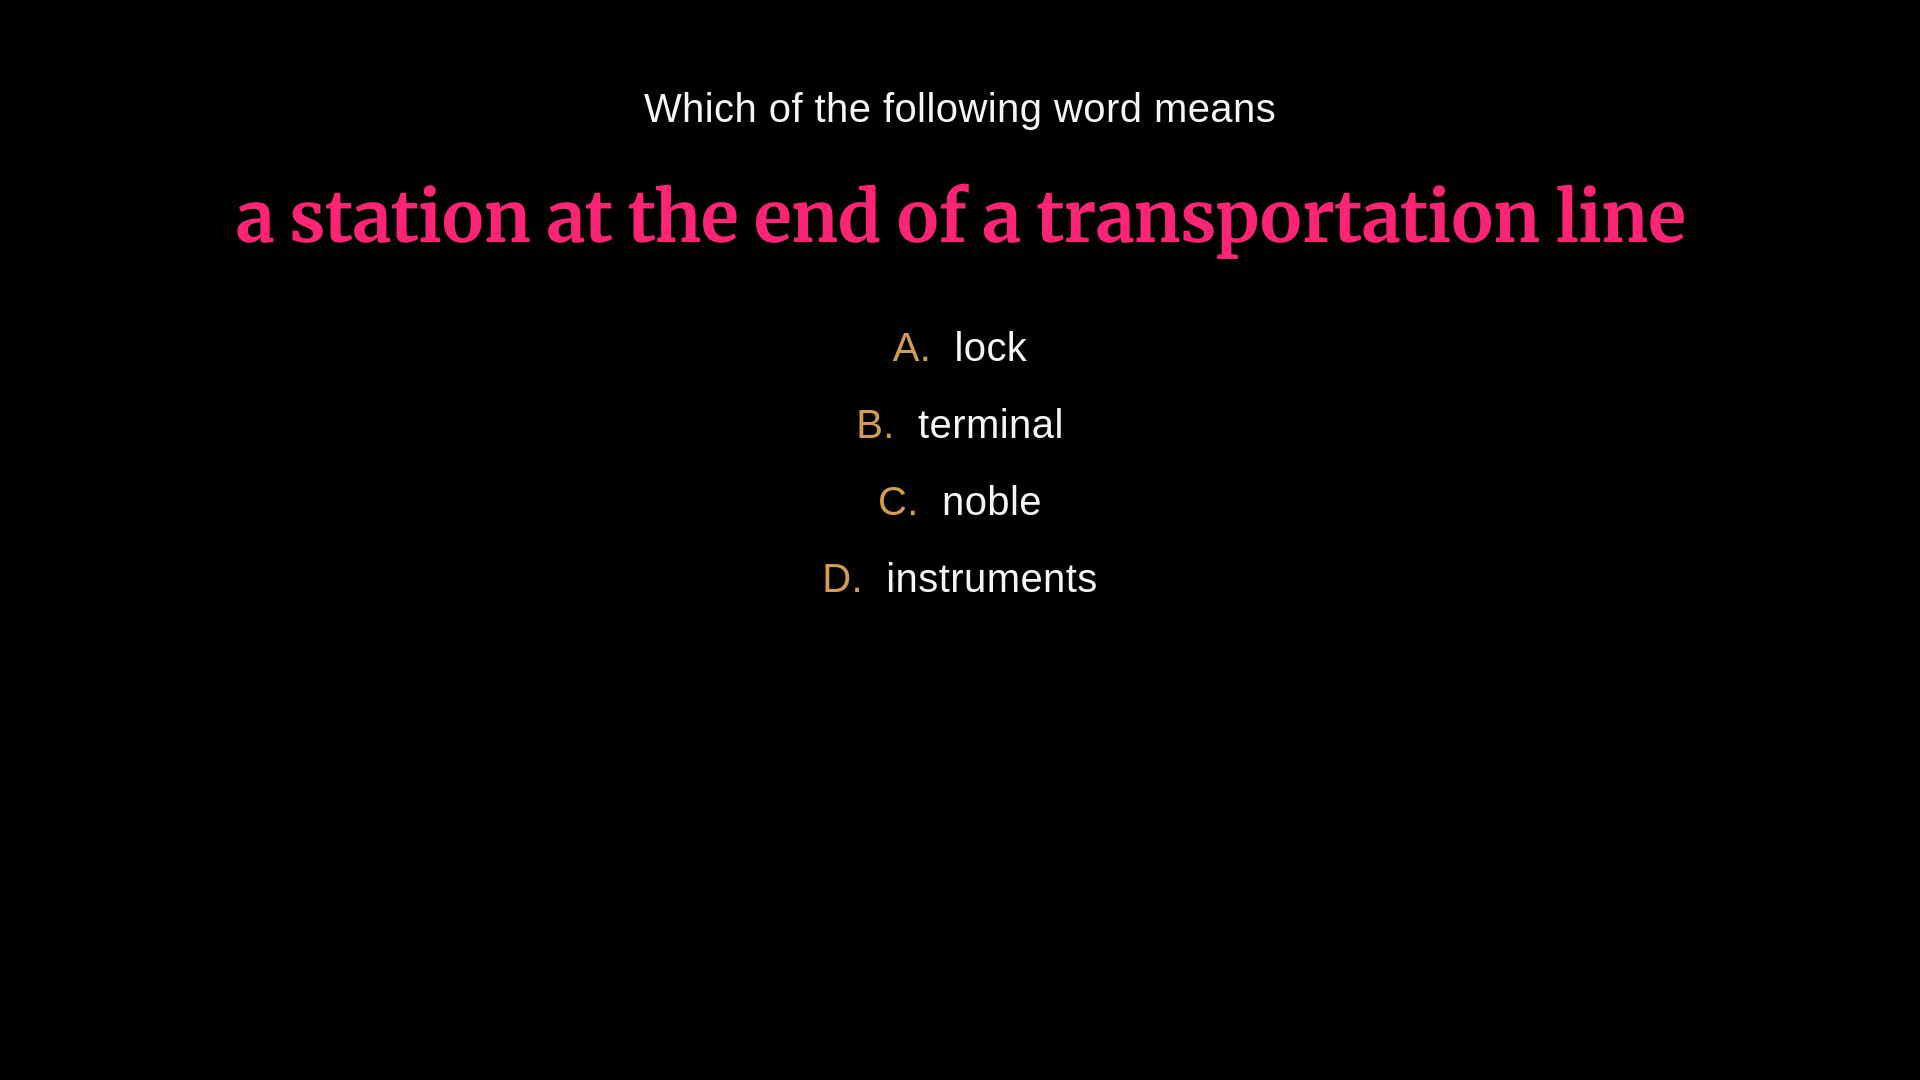 Which of the following word means
a station at the end of a transportation line
A. lock
B. terminal
C. noble
D. instruments